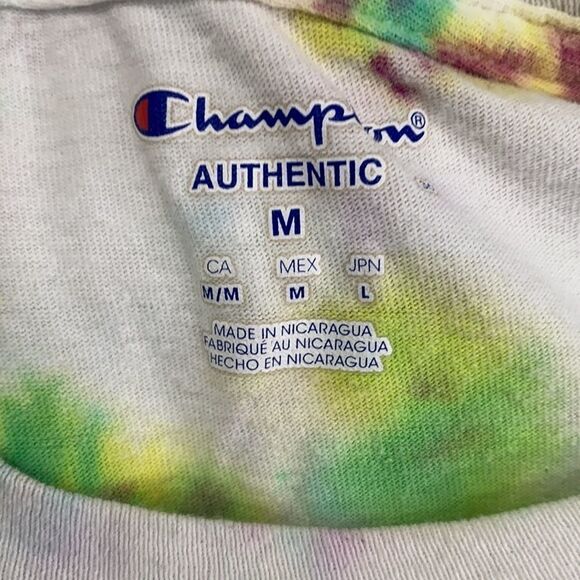 Champion®
AUTHENTIC
M
CA MEX JPN
M/M M L
MADE IN NICARAGUA
FABRIQUÉ AU NICARAGUA
HECHO EN NICARAGUA